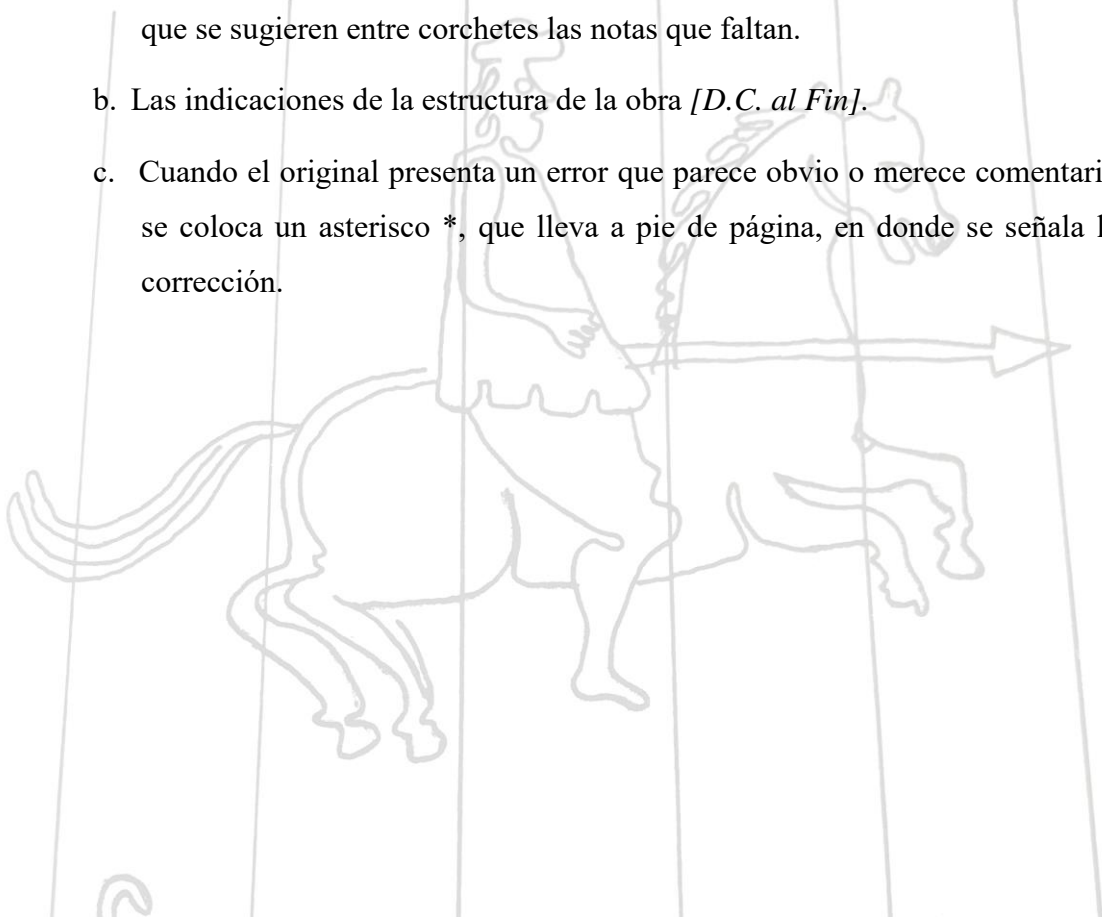 que se sugieren entre corchetes las notas que faltan.
b. Las indicaciones de la estructura de la obra [D.C. al Fin].
c. Cuando el original presenta un error que parece obvio o merece comentari
se coloca un asterisco *, que lleva a pie de página, en donde se señala l
corrección.